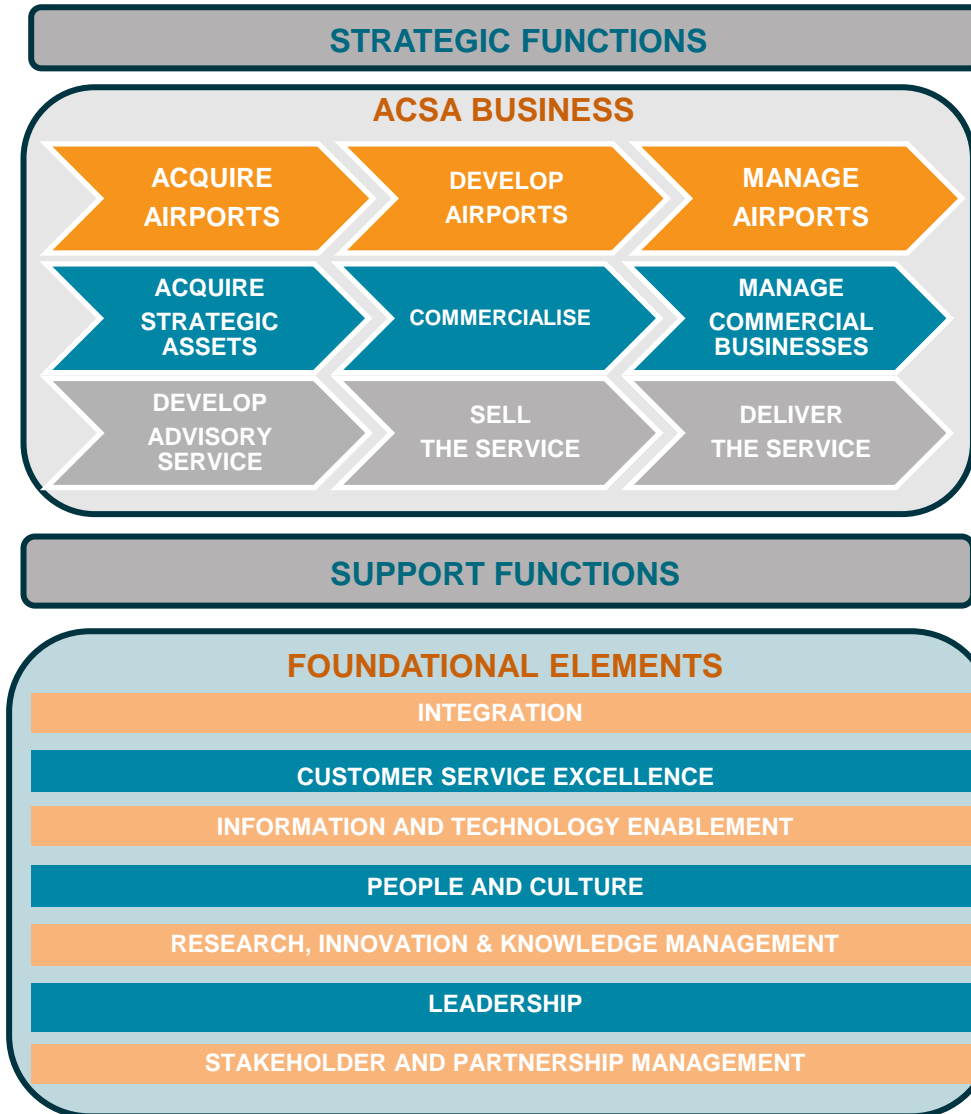 STRATEGIC FUNCTIONS
ACSA BUSINESS
ACQUIRE
AIRPORTS
DEVELOP
AIRPORTS
MANAGE
AIRPORTS
ACQUIRE
STRATEGIC
ASSETS
COMMERCIALISE
MANAGE
COMMERCIAL
BUSINESSES
DEVELOP
ADVISORY
SERVICE
SELL
THE SERVICE
DELIVER
THE SERVICE
SUPPORT FUNCTIONS
FOUNDATIONAL ELEMENTS
INTEGRATION
CUSTOMER SERVICE EXCELLENCE
INFORMATION AND TECHNOLOGY ENABLEMENT
PEOPLE AND CULTURE
RESEARCH, INNOVATION & KNOWLEDGE MANAGEMENT
LEADERSHIP
STAKEHOLDER AND PARTNERSHIP MANAGEMENT